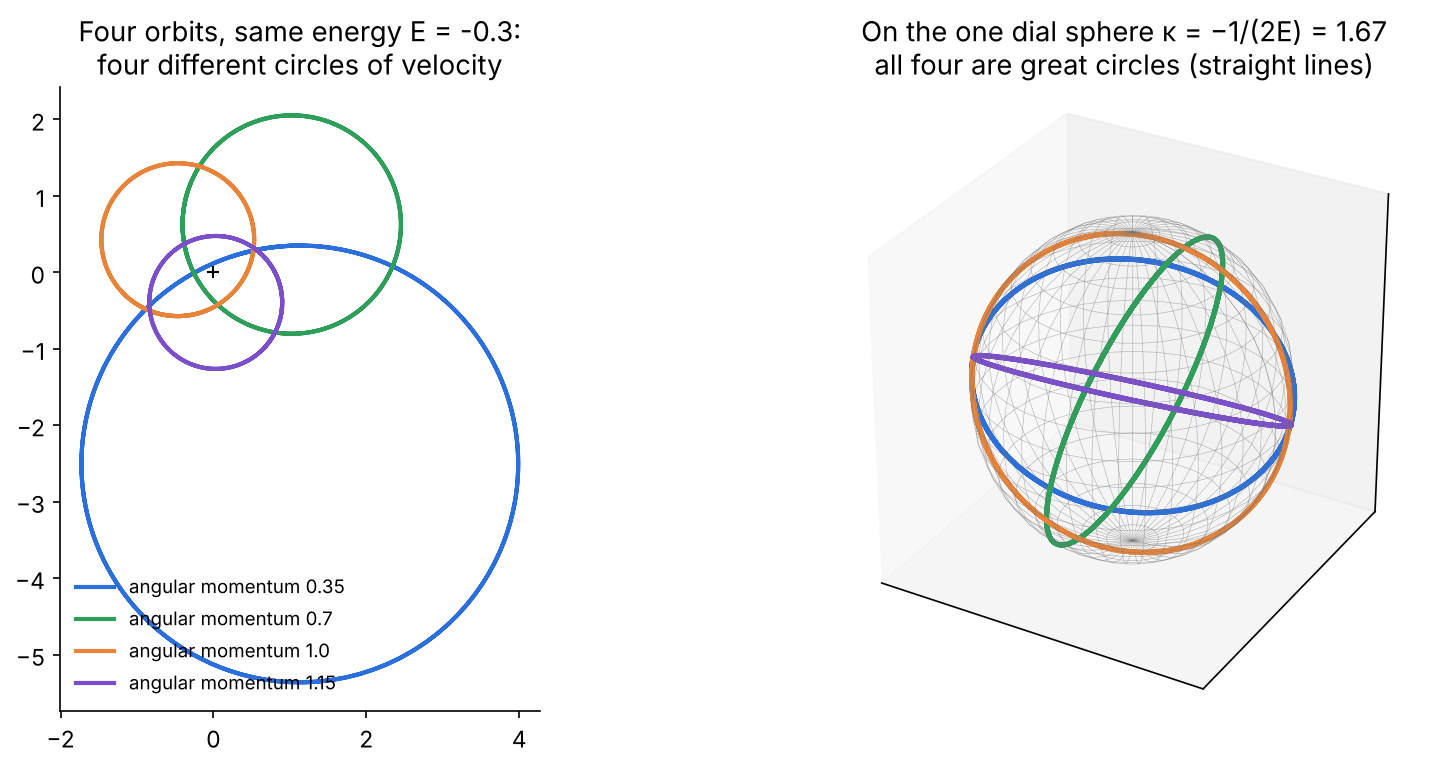 Four orbits, same energy E = -0.3:
four different circles of velocity
2
1
0
−1
−2
−3
−4
−5
angular momentum 0.35
angular momentum 0.7
angular momentum 1.0
angular momentum 1.15
−2 0 2 4
On the one dial sphere κ = −1/(2E) = 1.67
all four are great circles (straight lines)